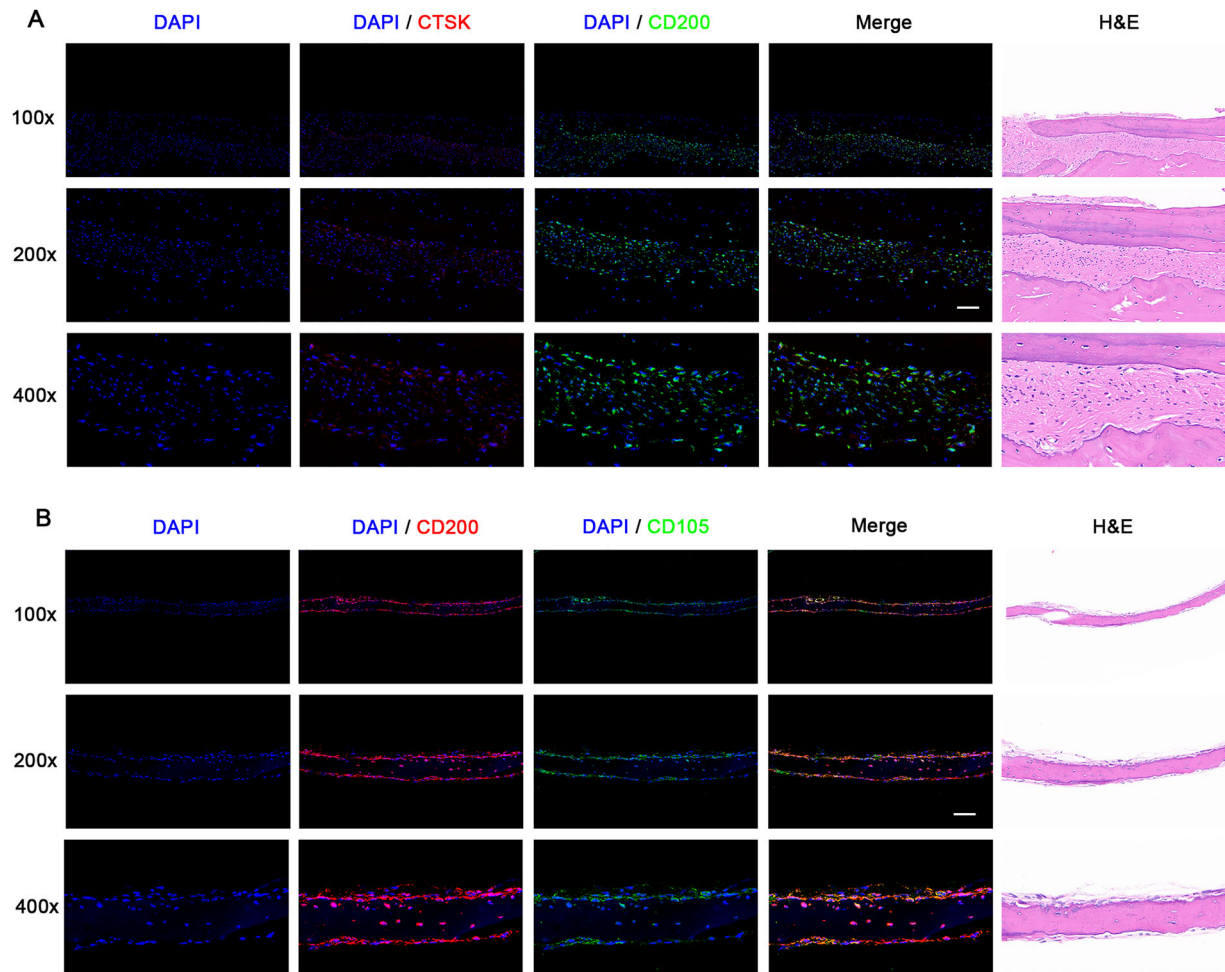 A
DAPI DAPI / CTSK DAPI / CD200 Merge H&E
100x
200x
400x
B
DAPI DAPI / CD200 DAPI / CD105 Merge H&E
100x
200x
400x